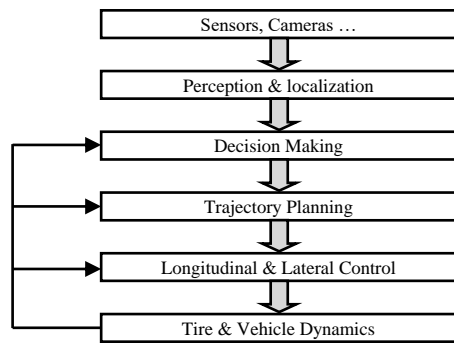 Sensors, Cameras …
Perception & localization
Decision Making
Trajectory Planning
Longitudinal & Lateral Control
Tire & Vehicle Dynamics